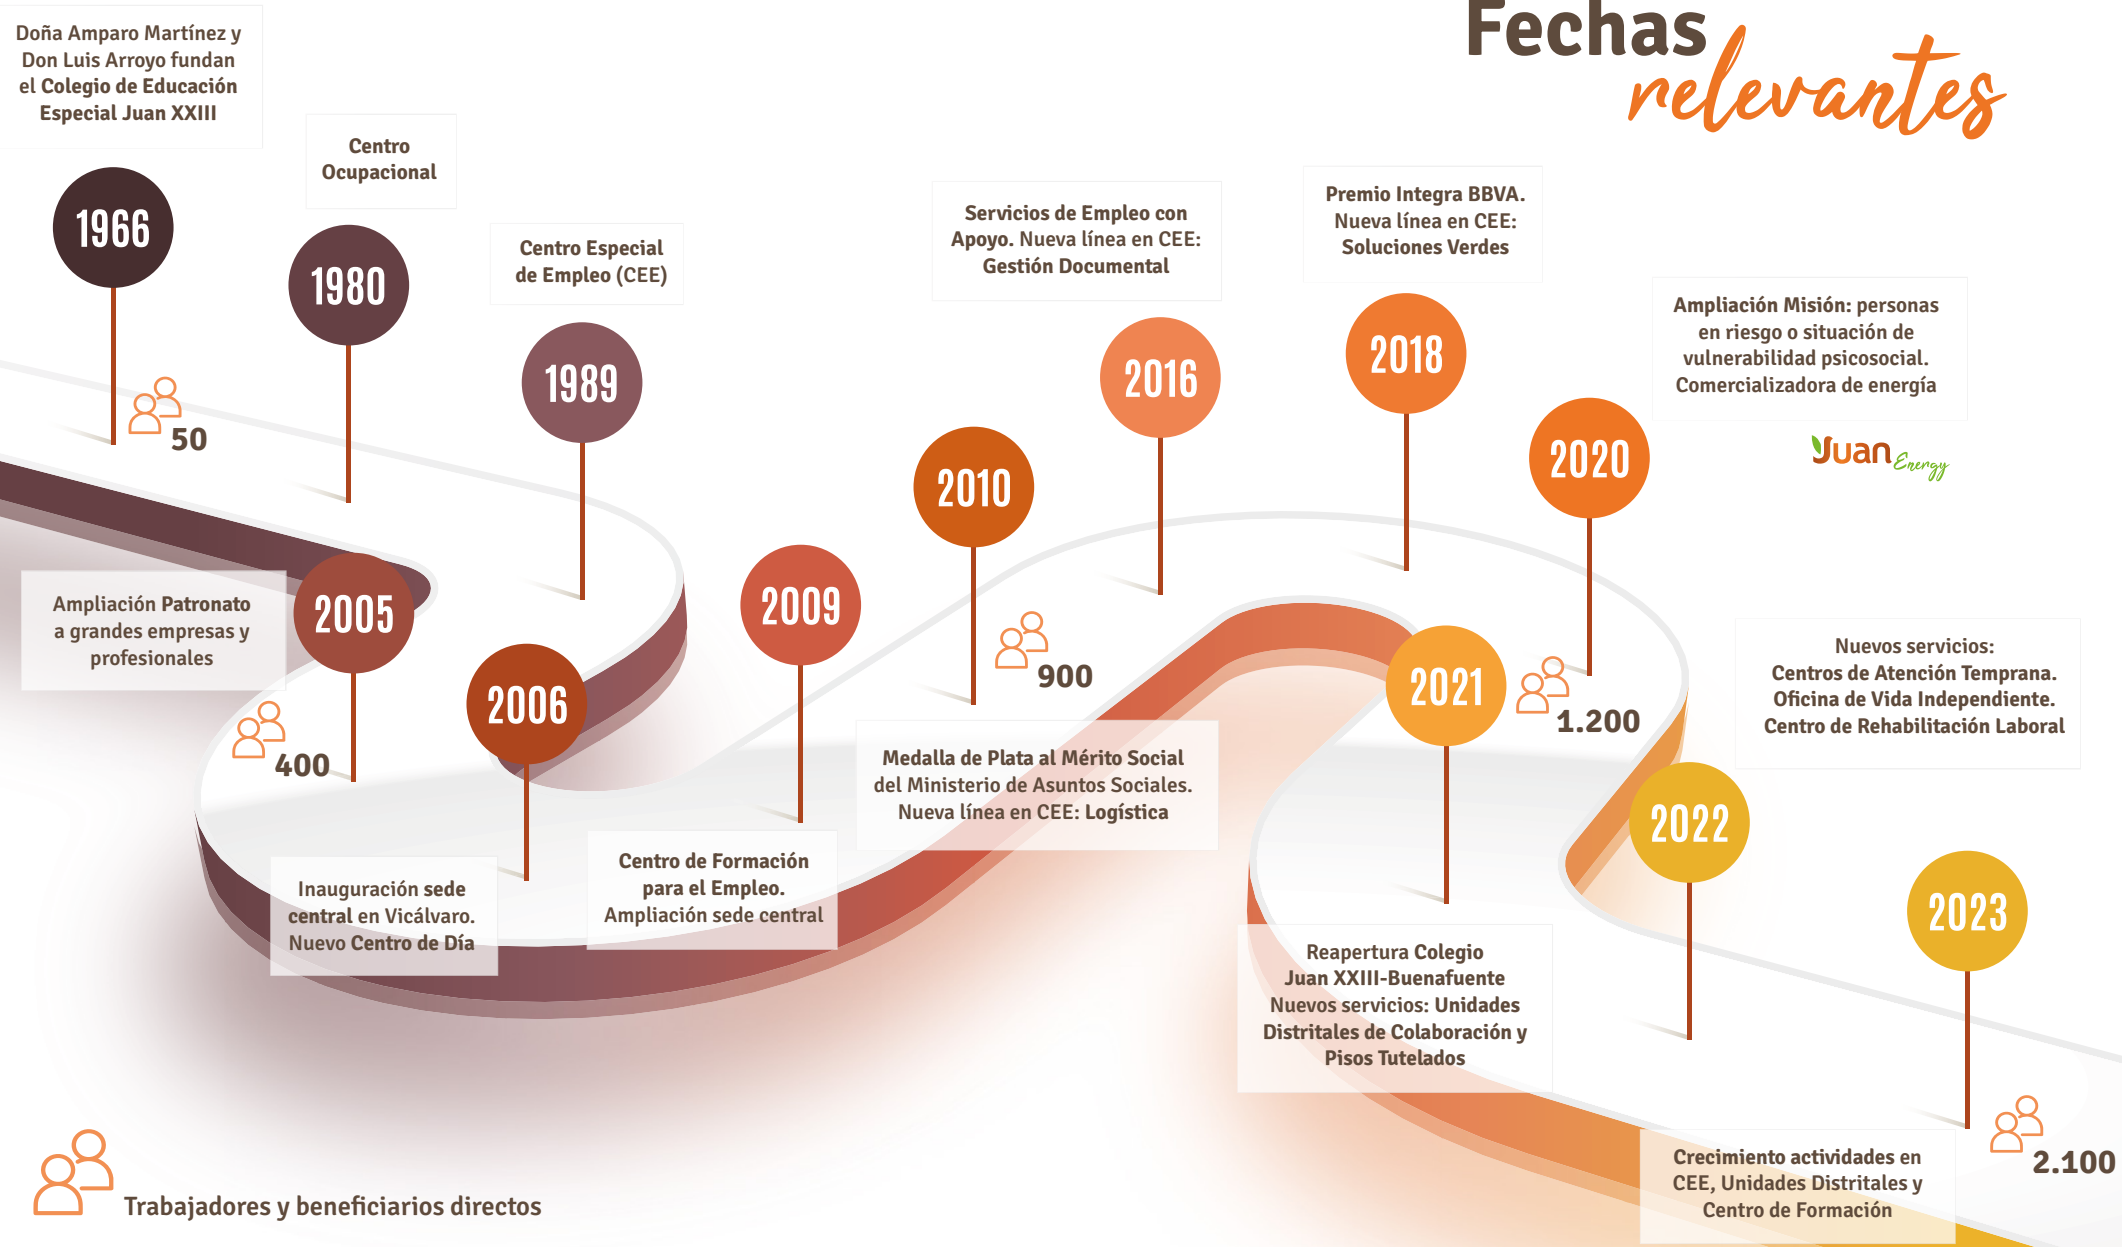 Fechas
relevantes
Doña Amparo Martínez y
Don Luis Arroyo fundan
el Colegio de Educación
Especial Juan XXIII
1966
50
Centro
Ocupacional
1980
Centro Especial
de Empleo (CEE)
1989
Ampliación Patronato
a grandes empresas y
profesionales
2005
400
2006
Inauguración sede
central en Vicálvaro.
Nuevo Centro de Día
2009
Centro de Formación
para el Empleo.
Ampliación sede central
2010
900
Medalla de Plata al Mérito Social
del Ministerio de Asuntos Sociales.
Nueva línea en CEE: Logística
Servicios de Empleo con
Apoyo. Nueva línea en CEE:
Gestión Documental
2016
Premio Integra BBVA.
Nueva línea en CEE:
Soluciones Verdes
2018
Ampliación Misión: personas
en riesgo o situación de
vulnerabilidad psicosocial.
Comercializadora de energía
Juan Energy
2020
1.200
2021
Reapertura Colegio
Juan XXIII-Buenafuente
Nuevos servicios: Unidades
Distritales de Colaboración y
Pisos Tutelados
Nuevos servicios:
Centros de Atención Temprana.
Oficina de Vida Independiente.
Centro de Rehabilitación Laboral
2022
2023
2.100
Crecimiento actividades en
CEE, Unidades Distritales y
Centro de Formación
Trabajadores y beneficiarios directos